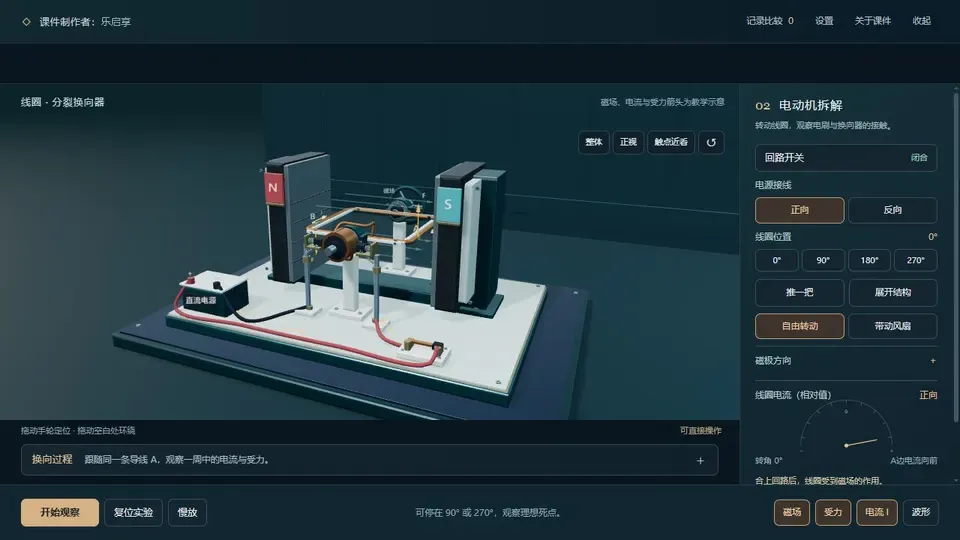 课件制作者：乐启享
记录比较 0 设置 关于课件 收起
线圈 · 分裂换向器
磁场、电流与受力箭头为教学示意
整体 正视 触点近看
N
S
磁场
F
B
直流电源
拖动手轮定位 · 拖动空白处环绕
可直接操作
换向过程 跟随同一条导线 A，观察一周中的电流与受力。 +
02 电动机拆解
转动线圈，观察电刷与换向器的接触。
回路开关 闭合
电源接线
正向 反向
线圈位置 0°
0° 90° 180° 270°
推一把 展开结构
自由转动 带动风扇
磁极方向 +
线圈电流（相对值） 正向
0
转角 0° A边电流向前
合上回路后，线圈受到磁场的作用。
开始观察 复位实验 慢放
可停在 90° 或 270°，观察理想死点。
磁场 受力 电流 I 波形